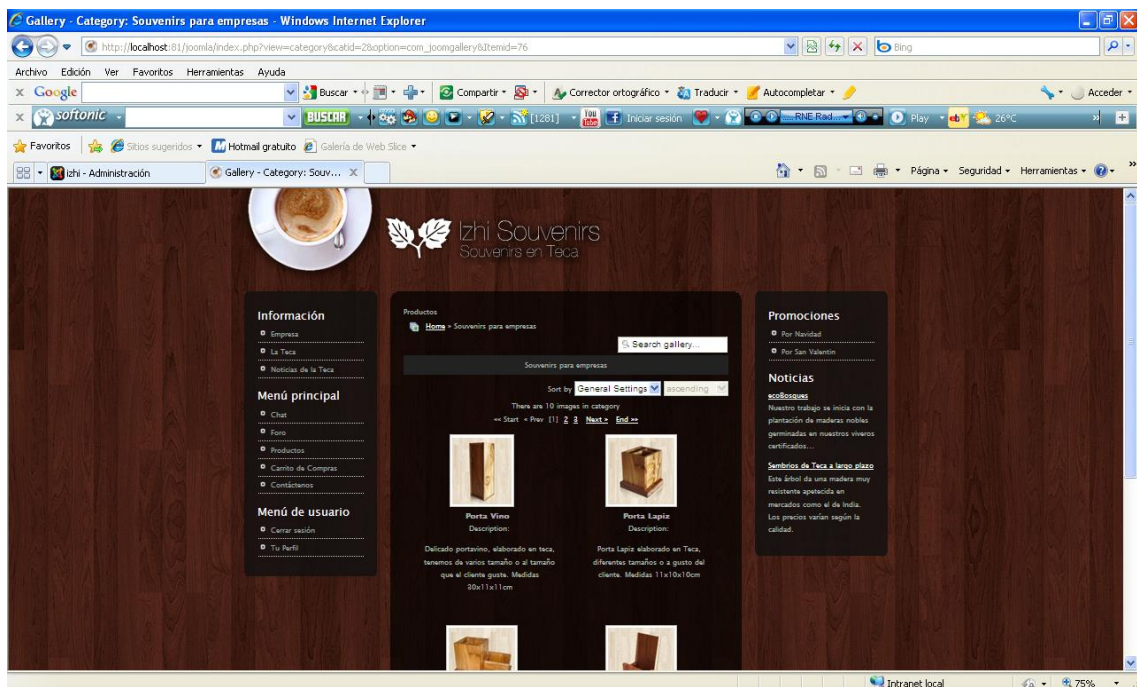 Gallery - Category: Souvenirs para empresas - Windows Internet Explorer
http://localhost:81/joomla/index.php?view=category&catid=2&option=com_joomgallery&Itemid=76
Bing
Archivo Edición Ver Favoritos Herramientas Ayuda
x Google Buscar Compartir Corrector ortográfico Traducir Autocompletar Acceder
x softonic BUSCAR [1281] You Tube Iniciar sesión RNE Rad... Play ebY 26°C
Favoritos Sitios sugeridos Hotmail gratuito Galería de Web Slice
izhi - Administración Gallery - Category: Souv... X Página Seguridad Herramientas
Izhi Souvenirs
Souvenirs en Teca
Información
Empresa
La Teca
Noticias de la Teca
Menú principal
Chat
Foro
Productos
Carrito de Compras
Contáctanos
Menú de usuario
Cerrar sesión
Tu Perfil
Productos
Home » Souvenirs para empresas
Search gallery...
Souvenirs para empresas
Sort by General Settings ascending
There are 10 images in category
<< Start < Prev [1] 2 3 Next > End >>
Porta Vino
Description:
Delicado portavino, elaborado en teca,
tenemos de varios tamaño o al tamaño
que el cliente guste. Medidas
30x11x11cm
Porta Lapiz
Description:
Porta Lapiz elaborado en Teca,
diferentes tamaños o a gusto del
cliente. Medidas 11x10x10cm
Promociones
Por Navidad
Por San Valentin
Noticias
ecoBosques
Nuestro trabajo se inicia con la
plantación de maderas nobles
germinadas en nuestros viveros
certificados...
Sembrios de Teca a largo plazo
Este árbol da una madera muy
resistente apetecida en
mercados como el de India.
Los precios varían según la
calidad.
Intranet local 75%